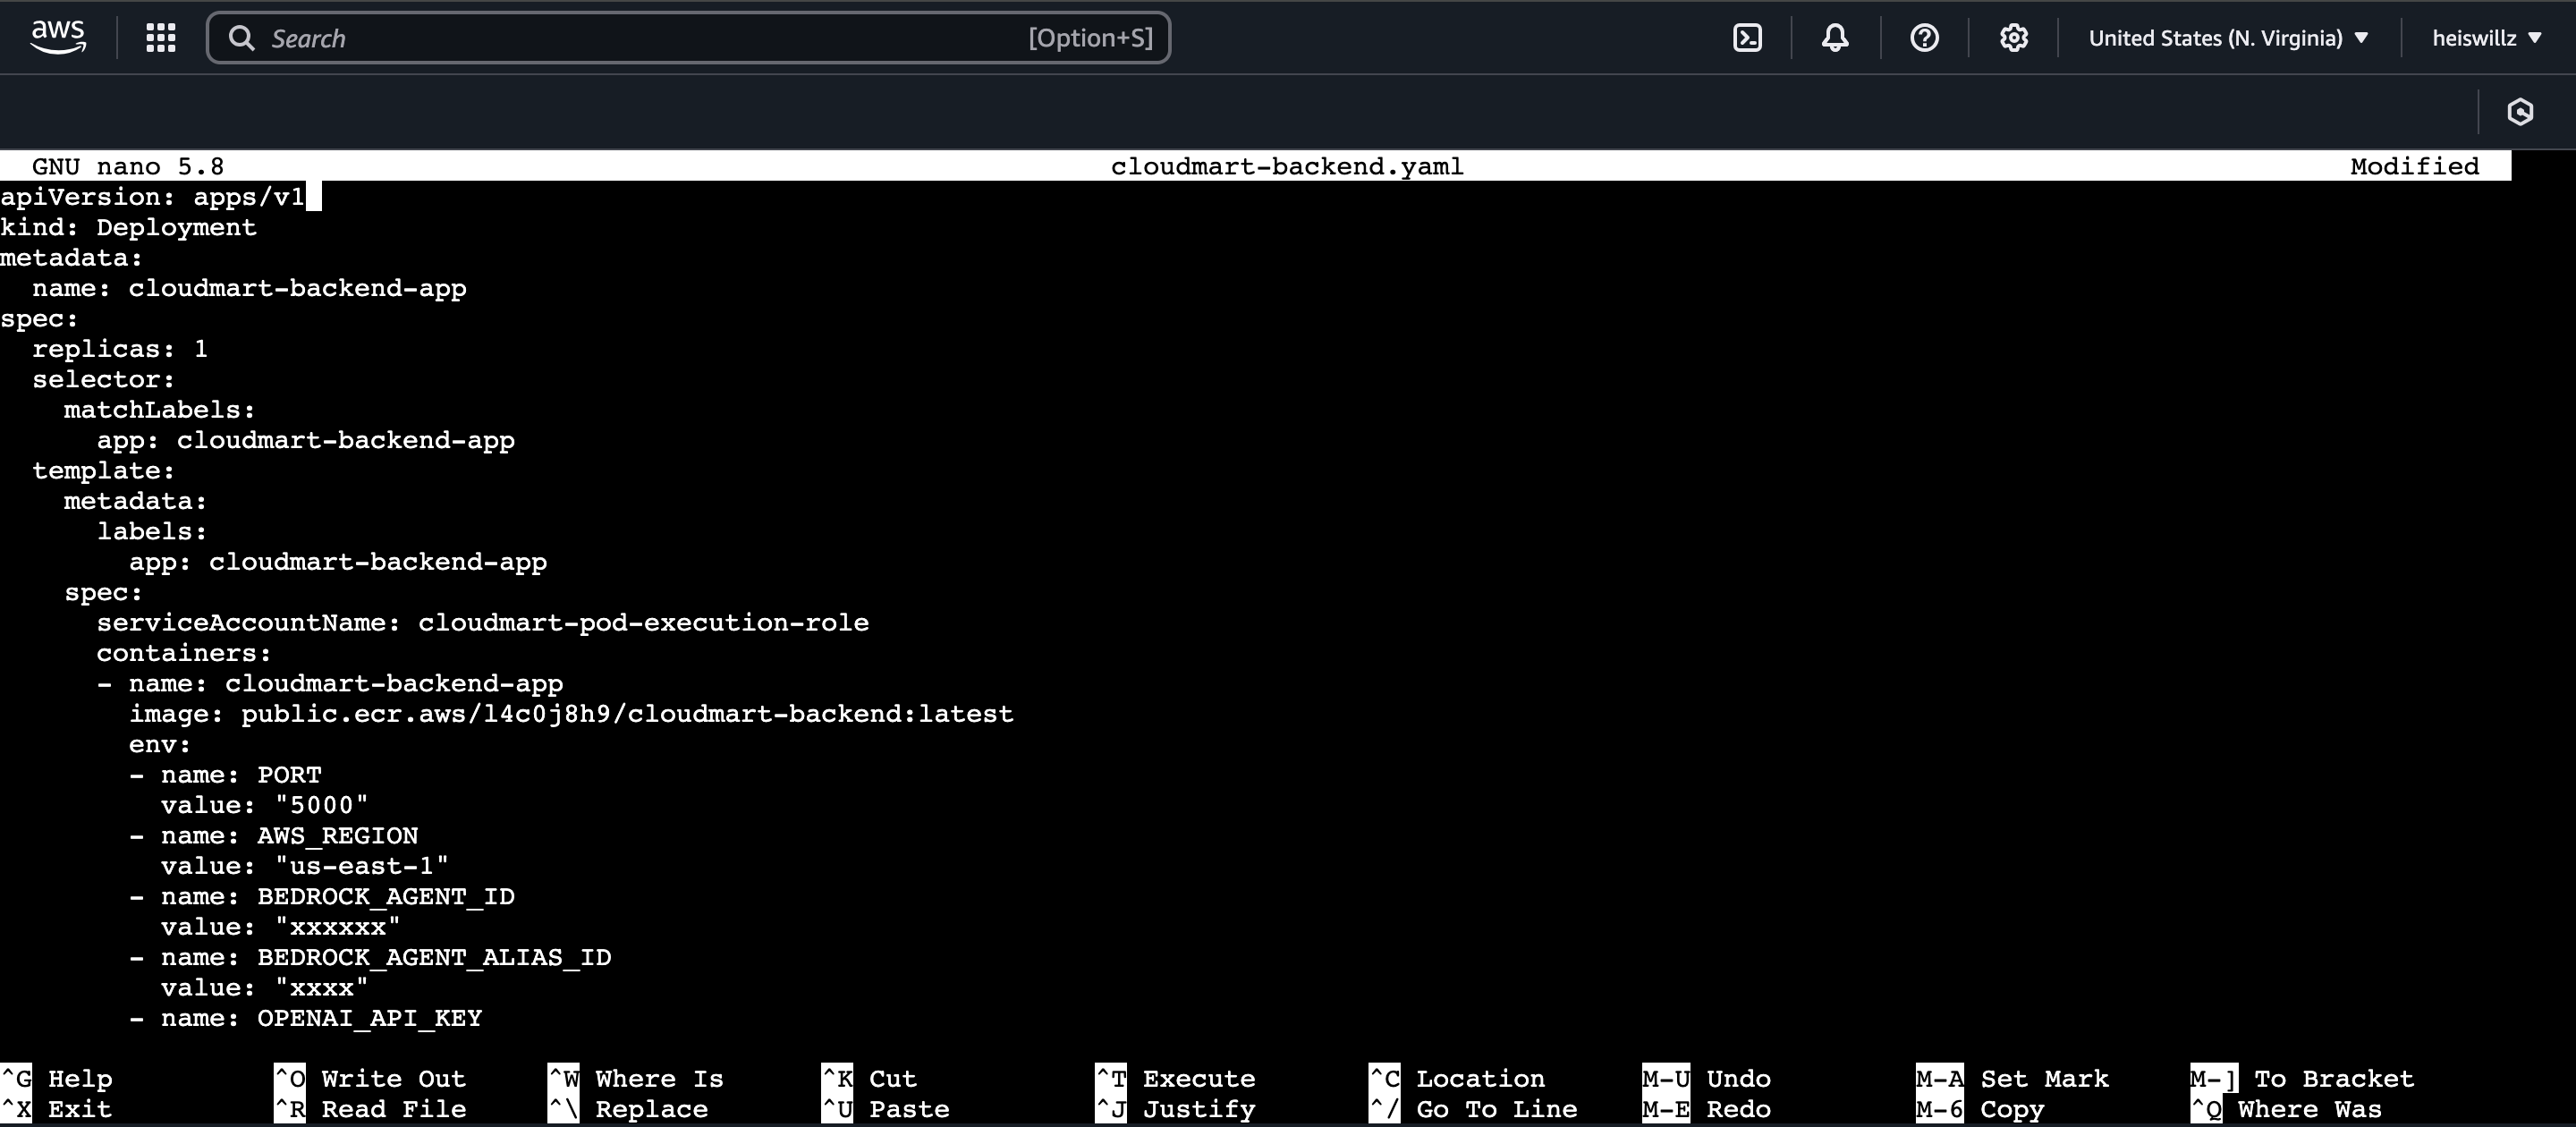 aws
Search [Option+S] United States (N. Virginia) heiswillz
GNU nano 5.8 cloudmart-backend.yaml Modified
apiVersion: apps/v1
kind: Deployment
metadata:
  name: cloudmart-backend-app
spec:
  replicas: 1
  selector:
    matchLabels:
      app: cloudmart-backend-app
  template:
    metadata:
      labels:
        app: cloudmart-backend-app
    spec:
      serviceAccountName: cloudmart-pod-execution-role
      containers:
      - name: cloudmart-backend-app
        image: public.ecr.aws/l4c0j8h9/cloudmart-backend:latest
        env:
        - name: PORT
          value: "5000"
        - name: AWS_REGION
          value: "us-east-1"
        - name: BEDROCK_AGENT_ID
          value: "xxxxxx"
        - name: BEDROCK_AGENT_ALIAS_ID
          value: "xxxx"
        - name: OPENAI_API_KEY
^G Help ^O Write Out ^W Where Is ^K Cut ^T Execute ^C Location M-U Undo M-A Set Mark M-] To Bracket
^X Exit ^R Read File ^\ Replace ^U Paste ^J Justify ^/ Go To Line M-E Redo M-6 Copy ^Q Where Was